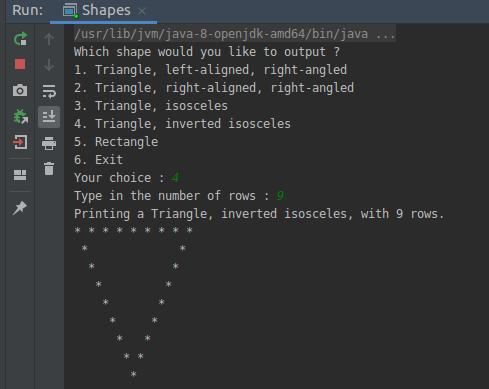 Run: Shapes ×
/usr/lib/jvm/java-8-openjdk-amd64/bin/java ...
Which shape would you like to output ?
1. Triangle, left-aligned, right-angled
2. Triangle, right-aligned, right-angled
3. Triangle, isosceles
4. Triangle, inverted isosceles
5. Rectangle
6. Exit
Your choice : 4
Type in the number of rows : 9
Printing a Triangle, inverted isosceles, with 9 rows.
* * * * * * * * *
 *             *
  *           *
   *         *
    *       *
     *     *
      *   *
       * *
        *